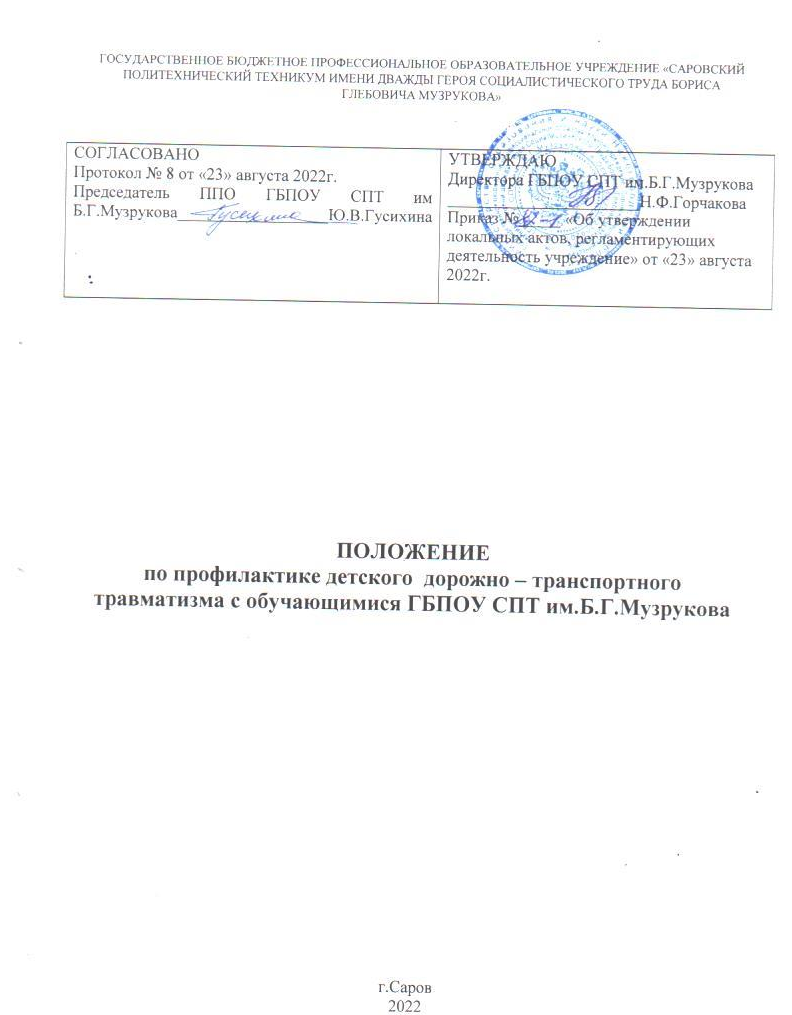 ГОСУДАРСТВЕННОЕ БЮДЖЕТНОЕ ПРОФЕССИОНАЛЬНОЕ ОБРАЗОВАТЕЛЬНОЕ УЧРЕЖДЕНИЕ «САРОВСКИЙ
ПОЛИТЕХНИЧЕСКИЙ ТЕХНИКУМ ИМЕНИ ДВАЖДЫ ГЕРОЯ СОЦИАЛИСТИЧЕСКОГО ТРУДА БОРИСА
ГЛЕБОВИЧА МУЗРУКОВА»
СОГЛАСОВАНО
Протокол № 8 от «23» августа 2022г.
Председатель ППО ГБПОУ СПТ им
Б.Г.Музрукова Ю.В.Гусихина
УТВЕРЖДАЮ
Директора ГБПОУ СПТ им.Б.Г.Музрукова
Н.Ф.Горчакова
Приказ № «Об утверждении
локальных актов, регламентирующих
деятельность учреждение» от «23» августа
2022г.
ПОЛОЖЕНИЕ
по профилактике детского дорожно – транспортного
травматизма с обучающимися ГБПОУ СПТ им.Б.Г.Музрукова
г.Саров
2022